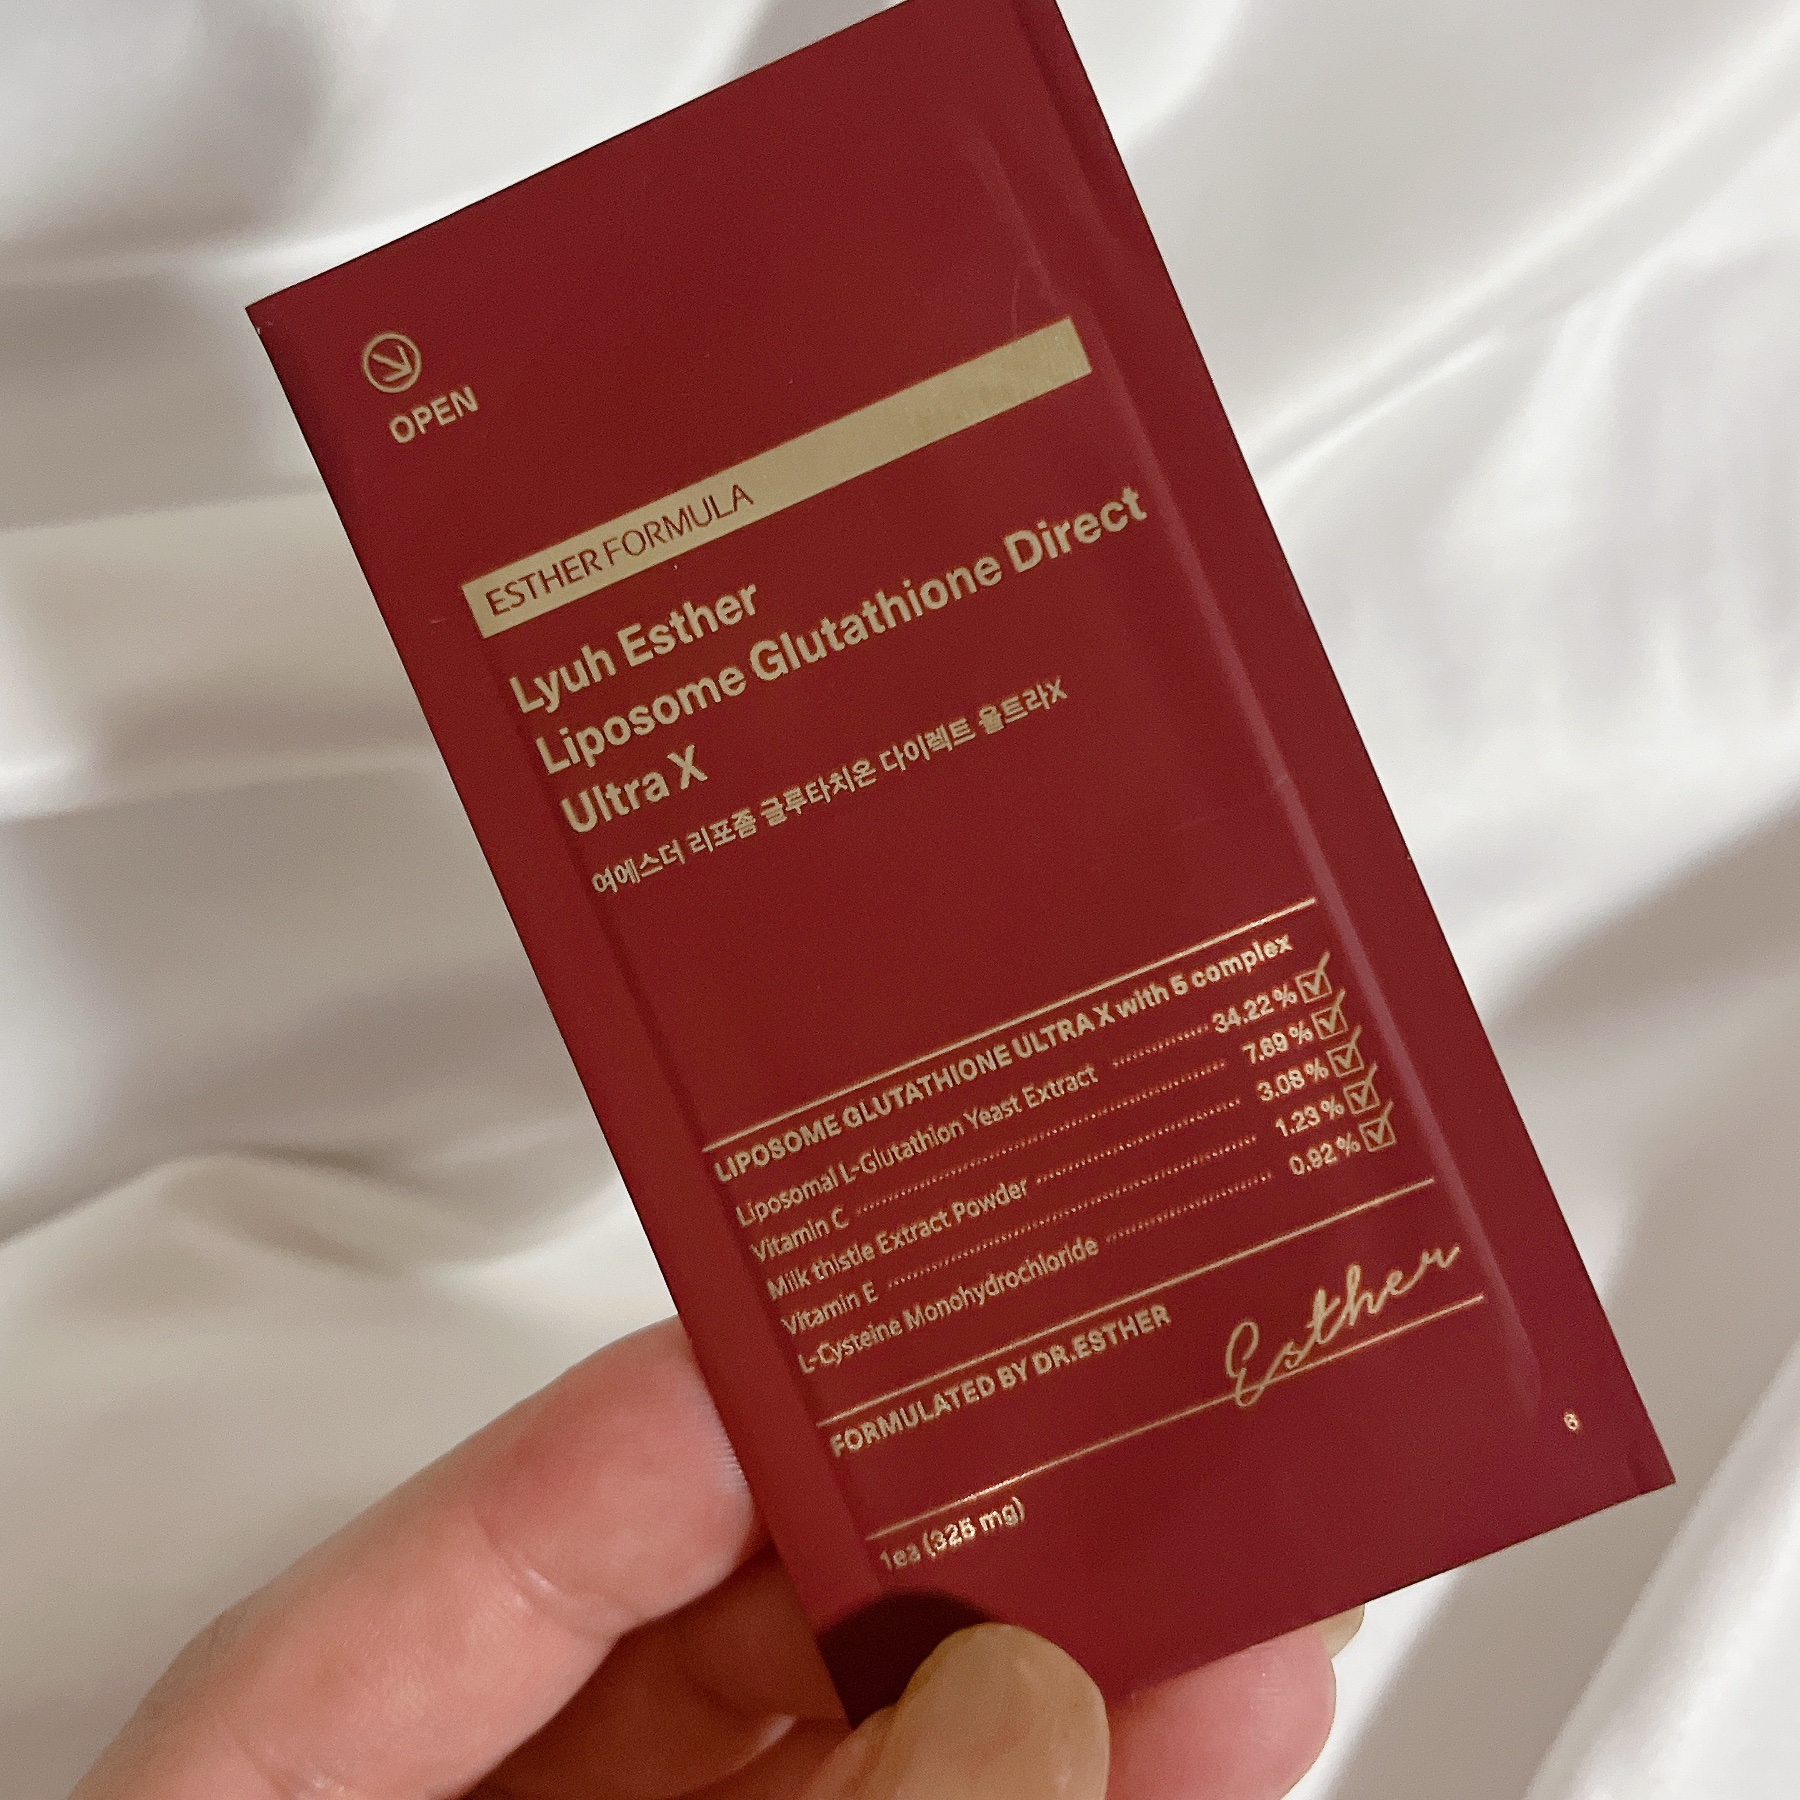 OPEN
ESTHER FORMULA
Lyuh Esther
Liposome Glutathione Direct
Ultra X
여에스더 리포좀 글루타치온 다이렉트 울트라X
LIPOSOME GLUTATHIONE ULTRA X with 5 complex
Liposomal L-Glutathion Yeast Extract 34.22 %
Vitamin C 7.69 %
Milk thistle Extract Powder 3.08 %
Vitamin E 1.23 %
L-Cysteine Monohydrochloride 0.92 %
FORMULATED BY DR.ESTHER
Esther
1ea (325 mg)
6